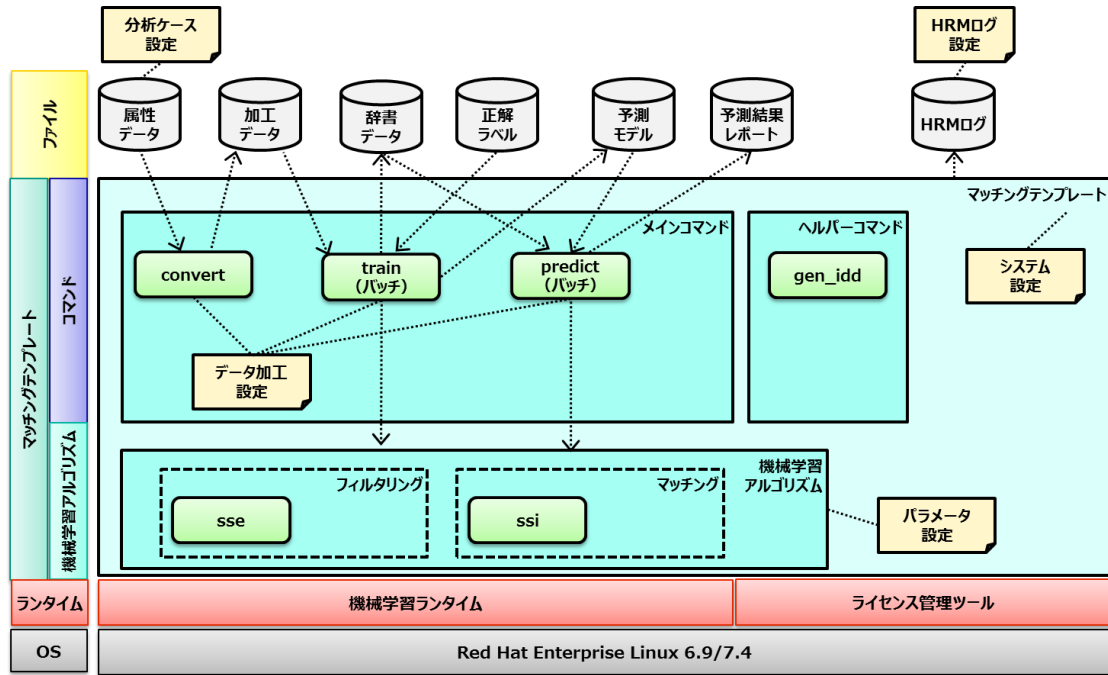 分析ケース
設定
HRMログ
設定
ファイル
属性
データ
加工
データ
辞書
データ
正解
ラベル
予測
モデル
予測結果
レポート
HRMログ
マッチングテンプレート
コマンド
機械学習アルゴリズム
マッチングテンプレート
メインコマンド
ヘルパーコマンド
convert
train
（バッチ）
predict
（バッチ）
gen_idd
システム
設定
データ加工
設定
機械学習
アルゴリズム
フィルタリング
マッチング
sse
ssi
パラメータ
設定
ランタイム
機械学習ランタイム
ライセンス管理ツール
OS
Red Hat Enterprise Linux 6.9/7.4